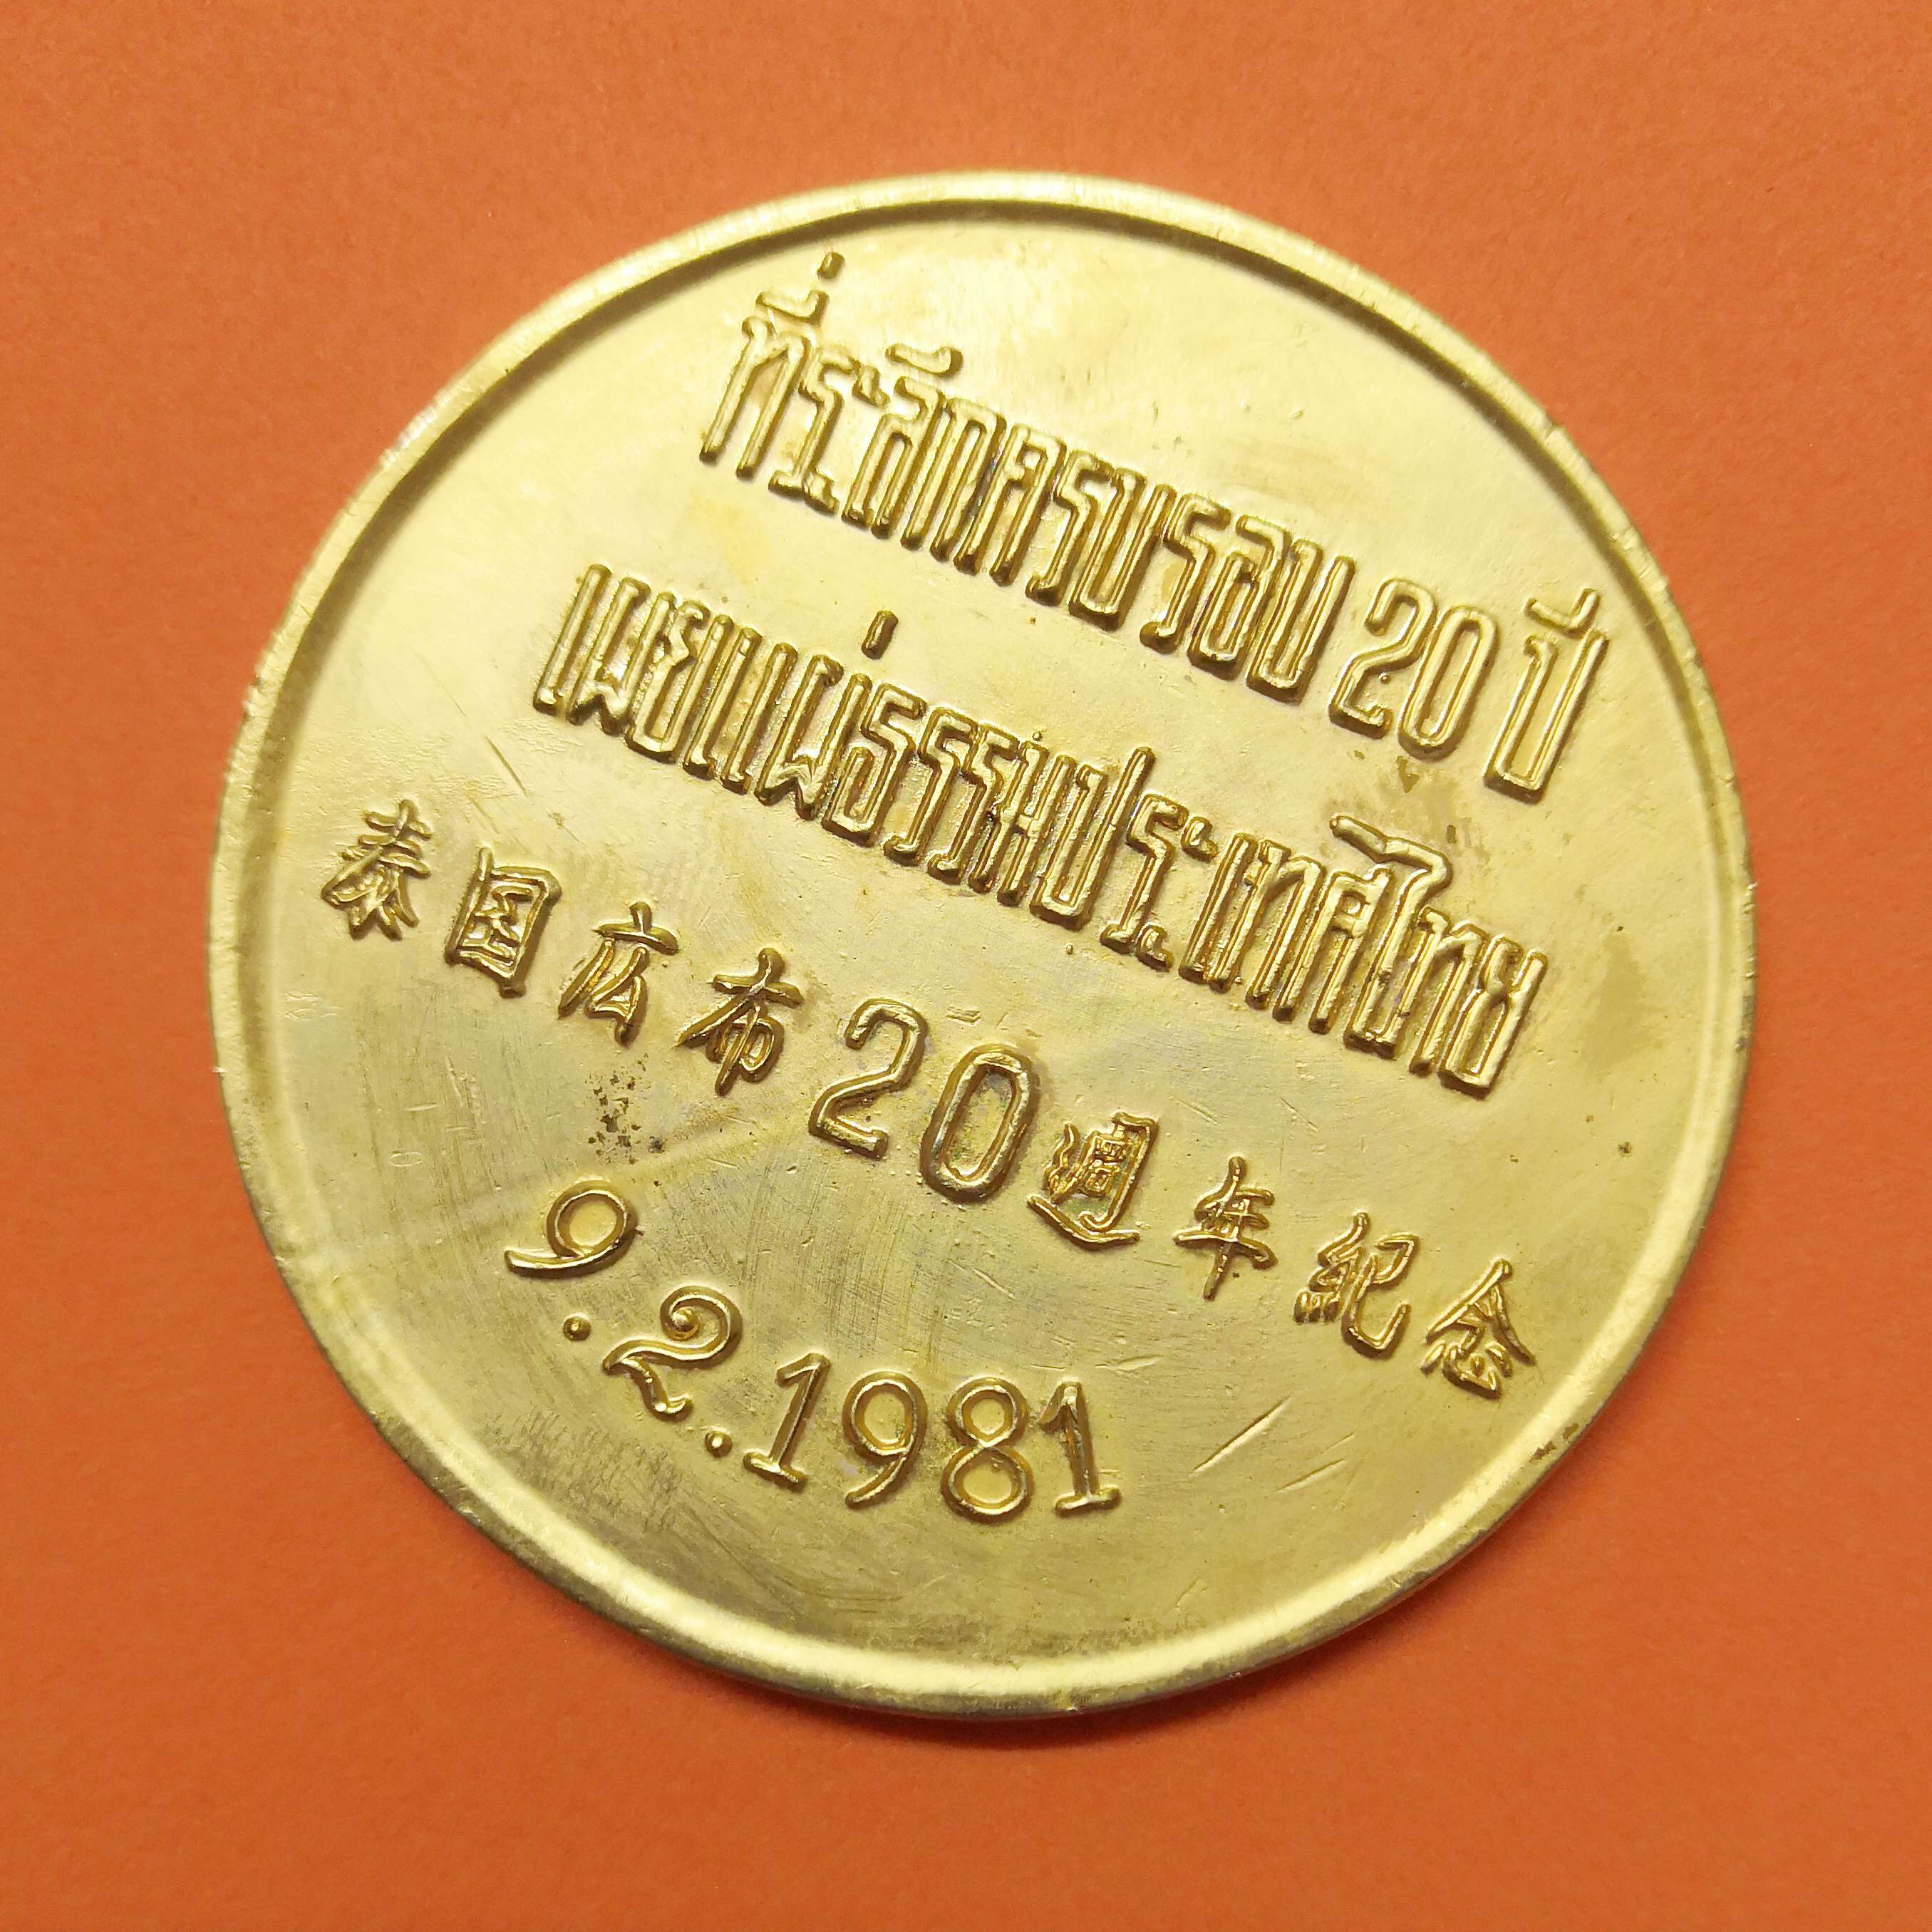 ที่ระลึกครบรอบ 20 ปี
เผยแผ่ธรรมประเทศไทย
泰国広布20週年紀念
9.2.1981